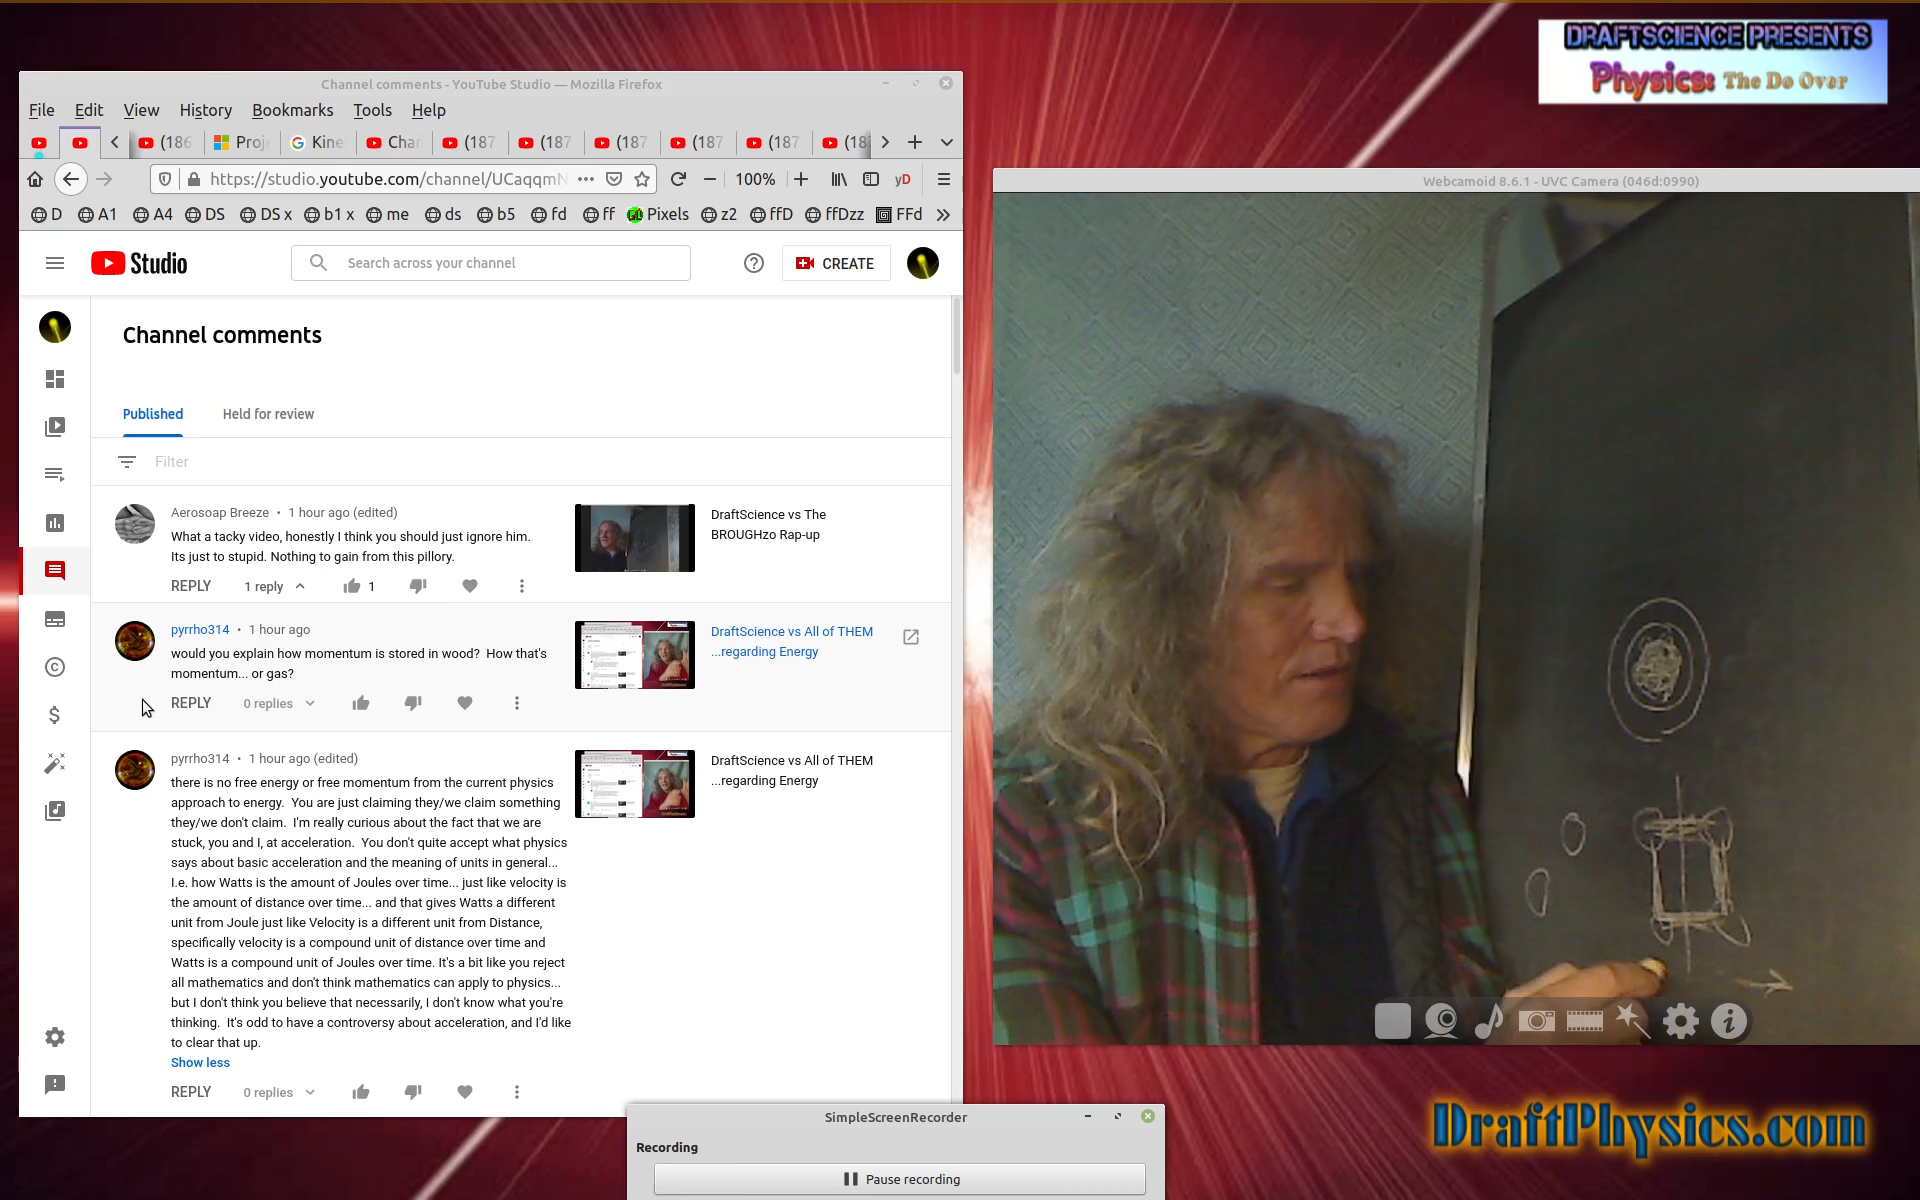 DRAFTSCIENCE PRESENTS
Physics: The Do Over
Channel comments - YouTube Studio — Mozilla Firefox
File Edit View History Bookmarks Tools Help
(186 Proj Kine Char (187 (187 (187 (187 (187 (187
https://studio.youtube.com/channel/UCaqqmN 100% yD
D A1 A4 DS DS x b1 x me ds b5 fd ff Pixels z2 ffD ffDzz FFd
Studio Search across your channel CREATE
Channel comments
Published Held for review
Filter
Aerosoap Breeze • 1 hour ago (edited)
What a tacky video, honestly I think you should just ignore him.
Its just to stupid. Nothing to gain from this pillory.
REPLY 1 reply 1
DraftScience vs The
BROUGHzo Rap-up
pyrrho314 • 1 hour ago
would you explain how momentum is stored in wood?  How that's
momentum... or gas?
REPLY 0 replies
DraftScience vs All of THEM
...regarding Energy
pyrrho314 • 1 hour ago (edited)
there is no free energy or free momentum from the current physics
approach to energy.  You are just claiming they/we claim something
they/we don't claim.  I'm really curious about the fact that we are
stuck, you and I, at acceleration.  You don't quite accept what physics
says about basic acceleration and the meaning of units in general...
I.e. how Watts is the amount of Joules over time... just like velocity is
the amount of distance over time... and that gives Watts a different
unit from Joule just like Velocity is a different unit from Distance,
specifically velocity is a compound unit of distance over time and
Watts is a compound unit of Joules over time. It's a bit like you reject
all mathematics and don't think mathematics can apply to physics...
but I don't think you believe that necessarily, I don't know what you're
thinking.  It's odd to have a controversy about acceleration, and I'd like
to clear that up.
Show less
REPLY 0 replies
DraftScience vs All of THEM
...regarding Energy
Webcamoid 8.6.1 - UVC Camera (046d:0990)
SimpleScreenRecorder
Recording
Pause recording
DraftPhysics.com